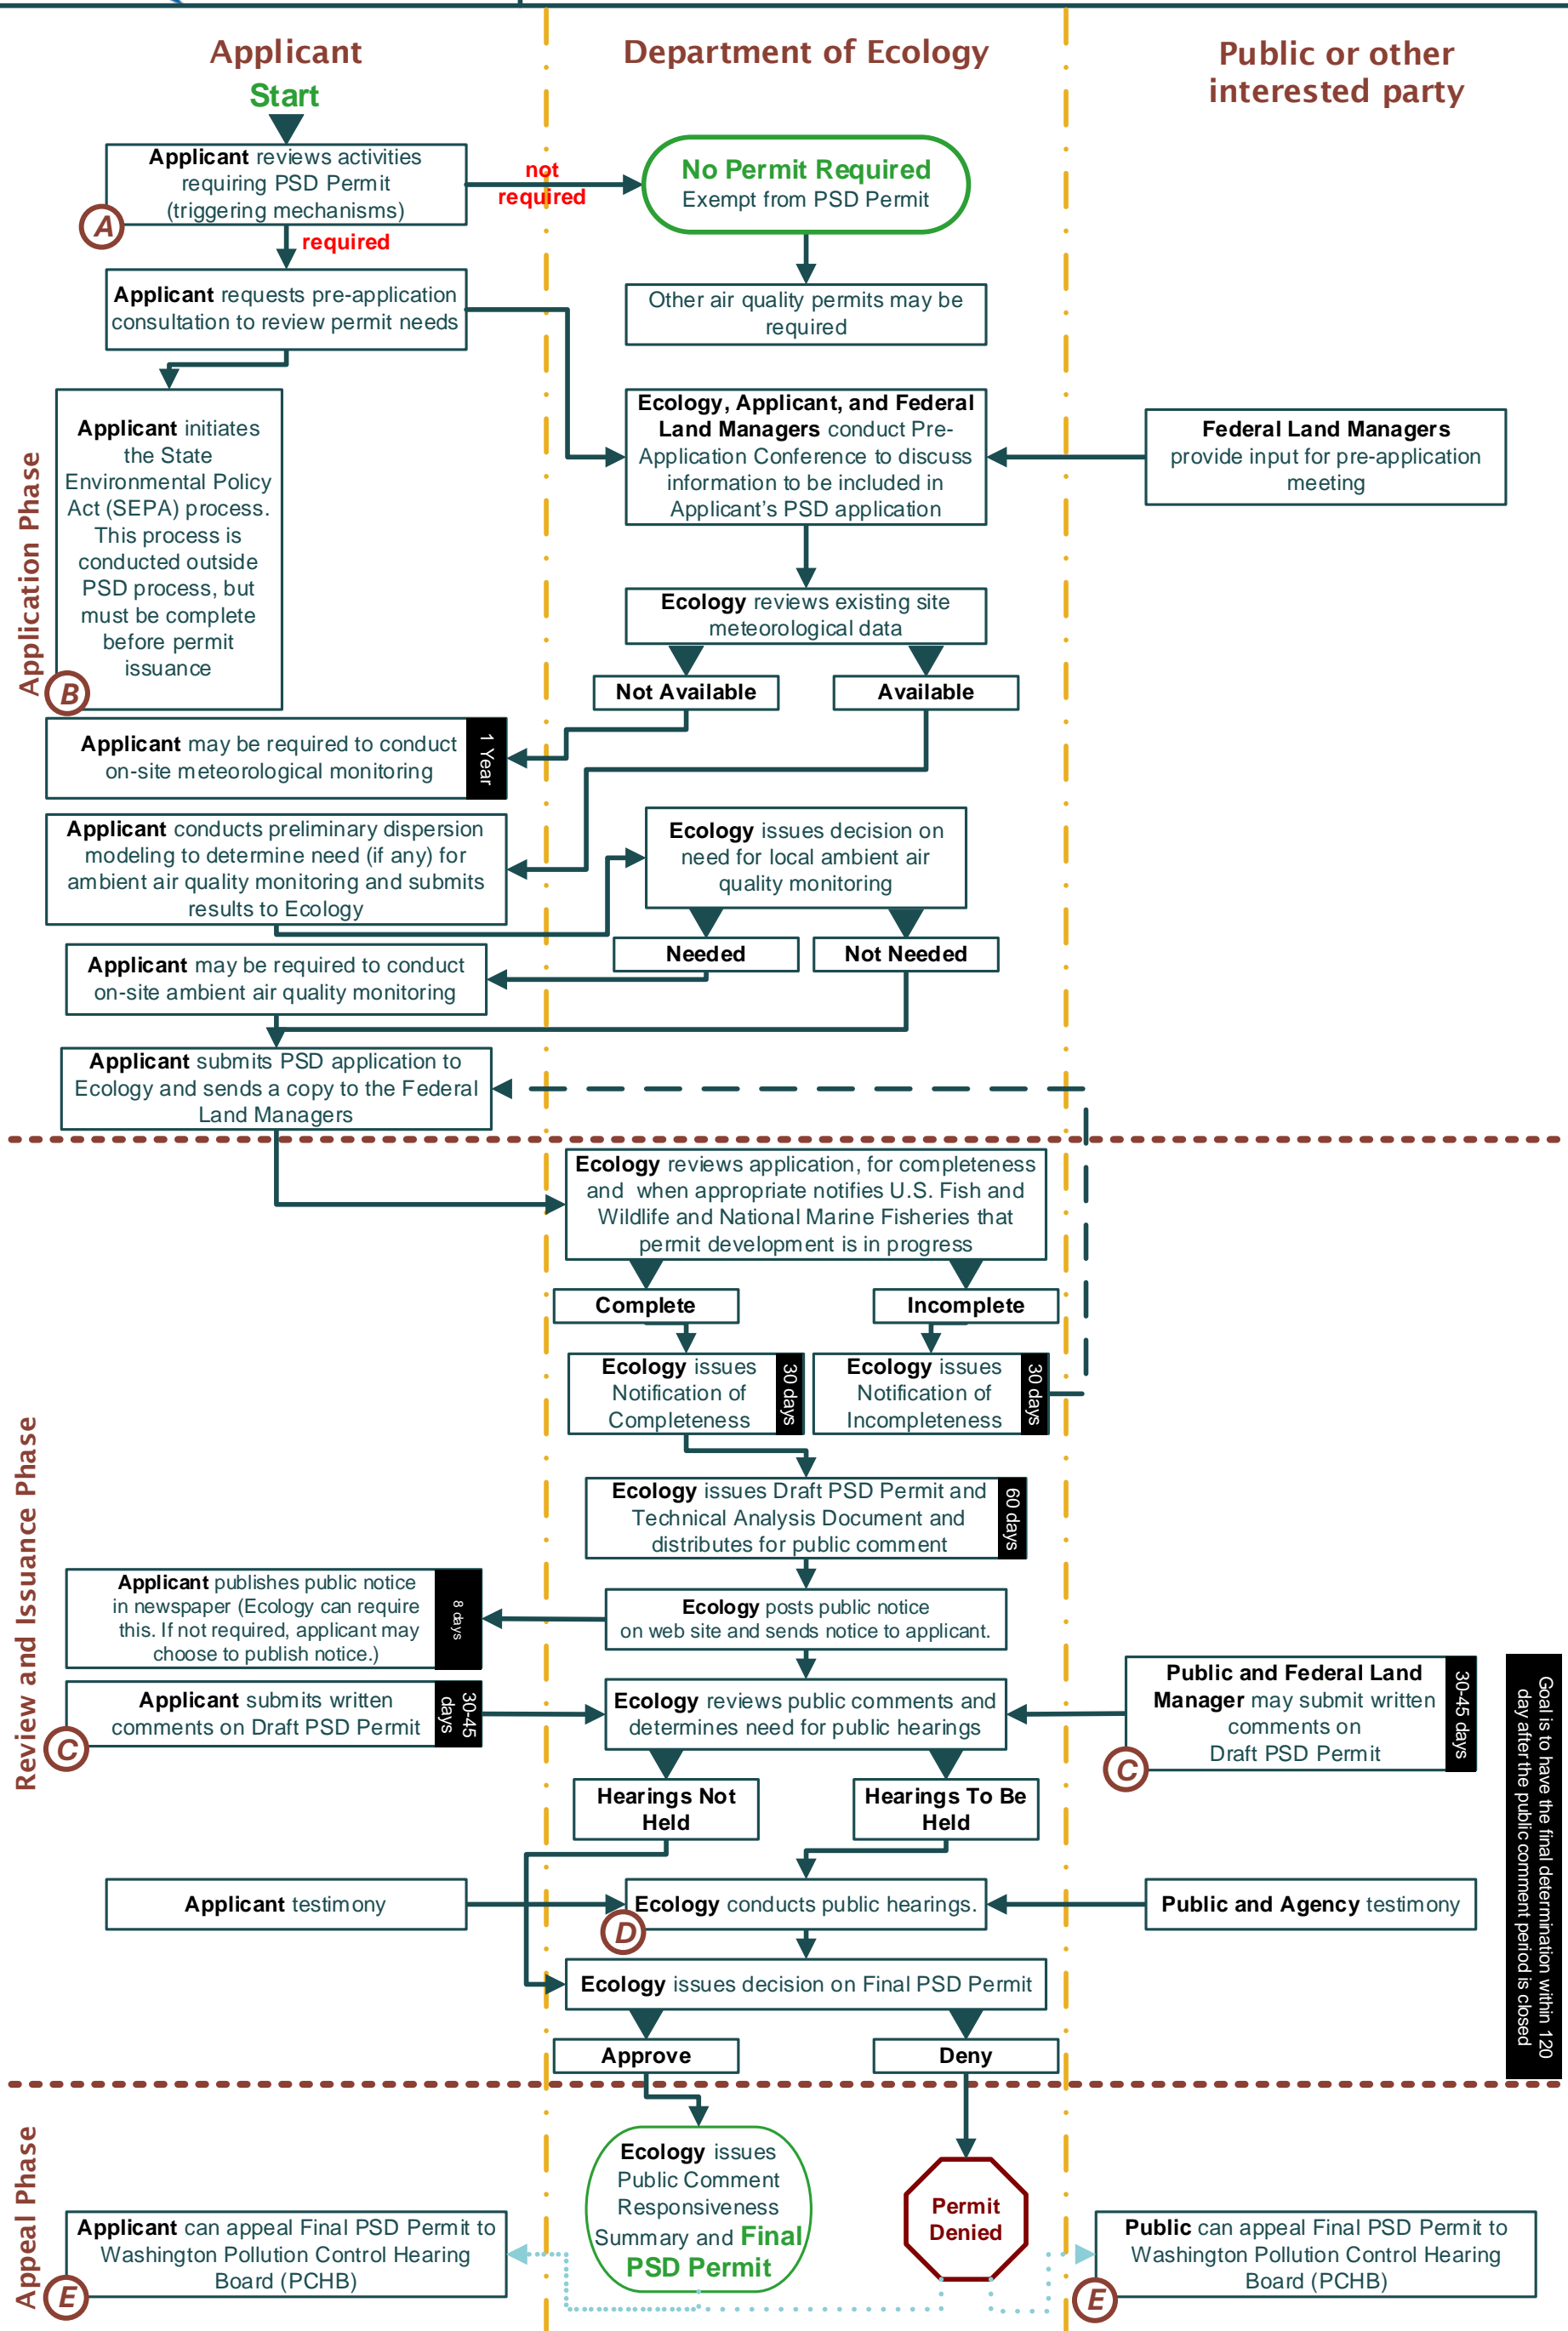 Applicant
Department of Ecology
Public or other
interested party
Start
Applicant reviews activities
requiring PSD Permit
(triggering mechanisms)
A
not
required
No Permit Required
Exempt from PSD Permit
required
Applicant requests pre-application
consultation to review permit needs
Other air quality permits may be
required
Application Phase
Applicant initiates
the State
Environmental Policy
Act (SEPA) process.
This process is
conducted outside
PSD process, but
must be complete
before permit
issuance
B
Ecology, Applicant, and Federal
Land Managers conduct Pre-
Application Conference to discuss
information to be included in
Applicant's PSD application
Federal Land Managers
provide input for pre-application
meeting
Ecology reviews existing site
meteorological data
Not Available
Available
Applicant may be required to conduct
on-site meteorological monitoring
1 Year
Applicant conducts preliminary dispersion
modeling to determine need (if any) for
ambient air quality monitoring and submits
results to Ecology
Ecology issues decision on
need for local ambient air
quality monitoring
Needed
Not Needed
Applicant may be required to conduct
on-site ambient air quality monitoring
Applicant submits PSD application to
Ecology and sends a copy to the Federal
Land Managers
Review and Issuance Phase
Ecology reviews application, for completeness
and when appropriate notifies U.S. Fish and
Wildlife and National Marine Fisheries that
permit development is in progress
Complete
Incomplete
Ecology issues
Notification of
Completeness
30 days
Ecology issues
Notification of
Incompleteness
30 days
Ecology issues Draft PSD Permit and
Technical Analysis Document and
distributes for public comment
60 days
Applicant publishes public notice
in newspaper (Ecology can require
this. If not required, applicant may
choose to publish notice.)
8 days
Ecology posts public notice
on web site and sends notice to applicant.
Applicant submits written
comments on Draft PSD Permit
30-45
days
C
Ecology reviews public comments and
determines need for public hearings
Public and Federal Land
Manager may submit written
comments on
Draft PSD Permit
30-45 days
C
Goal is to have the final determination within 120
day after the public comment period is closed
Hearings Not
Held
Hearings To Be
Held
Applicant testimony
Ecology conducts public hearings.
D
Public and Agency testimony
Ecology issues decision on Final PSD Permit
Approve
Deny
Appeal Phase
Ecology issues
Public Comment
Responsiveness
Summary and Final
PSD Permit
Permit
Denied
Applicant can appeal Final PSD Permit to
Washington Pollution Control Hearing
Board (PCHB)
E
Public can appeal Final PSD Permit to
Washington Pollution Control Hearing
Board (PCHB)
E